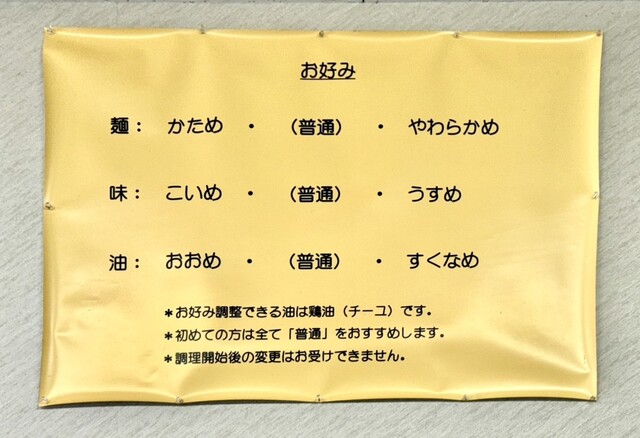 お好み
麺： かため ・ （普通） ・ やわらかめ
味： こいめ ・ （普通） ・ うすめ
油： おおめ ・ （普通） ・ すくなめ
＊お好み調整できる油は鶏油（チーユ）です。
＊初めての方は全て「普通」をおすすめします。
＊調理開始後の変更はお受けできません。